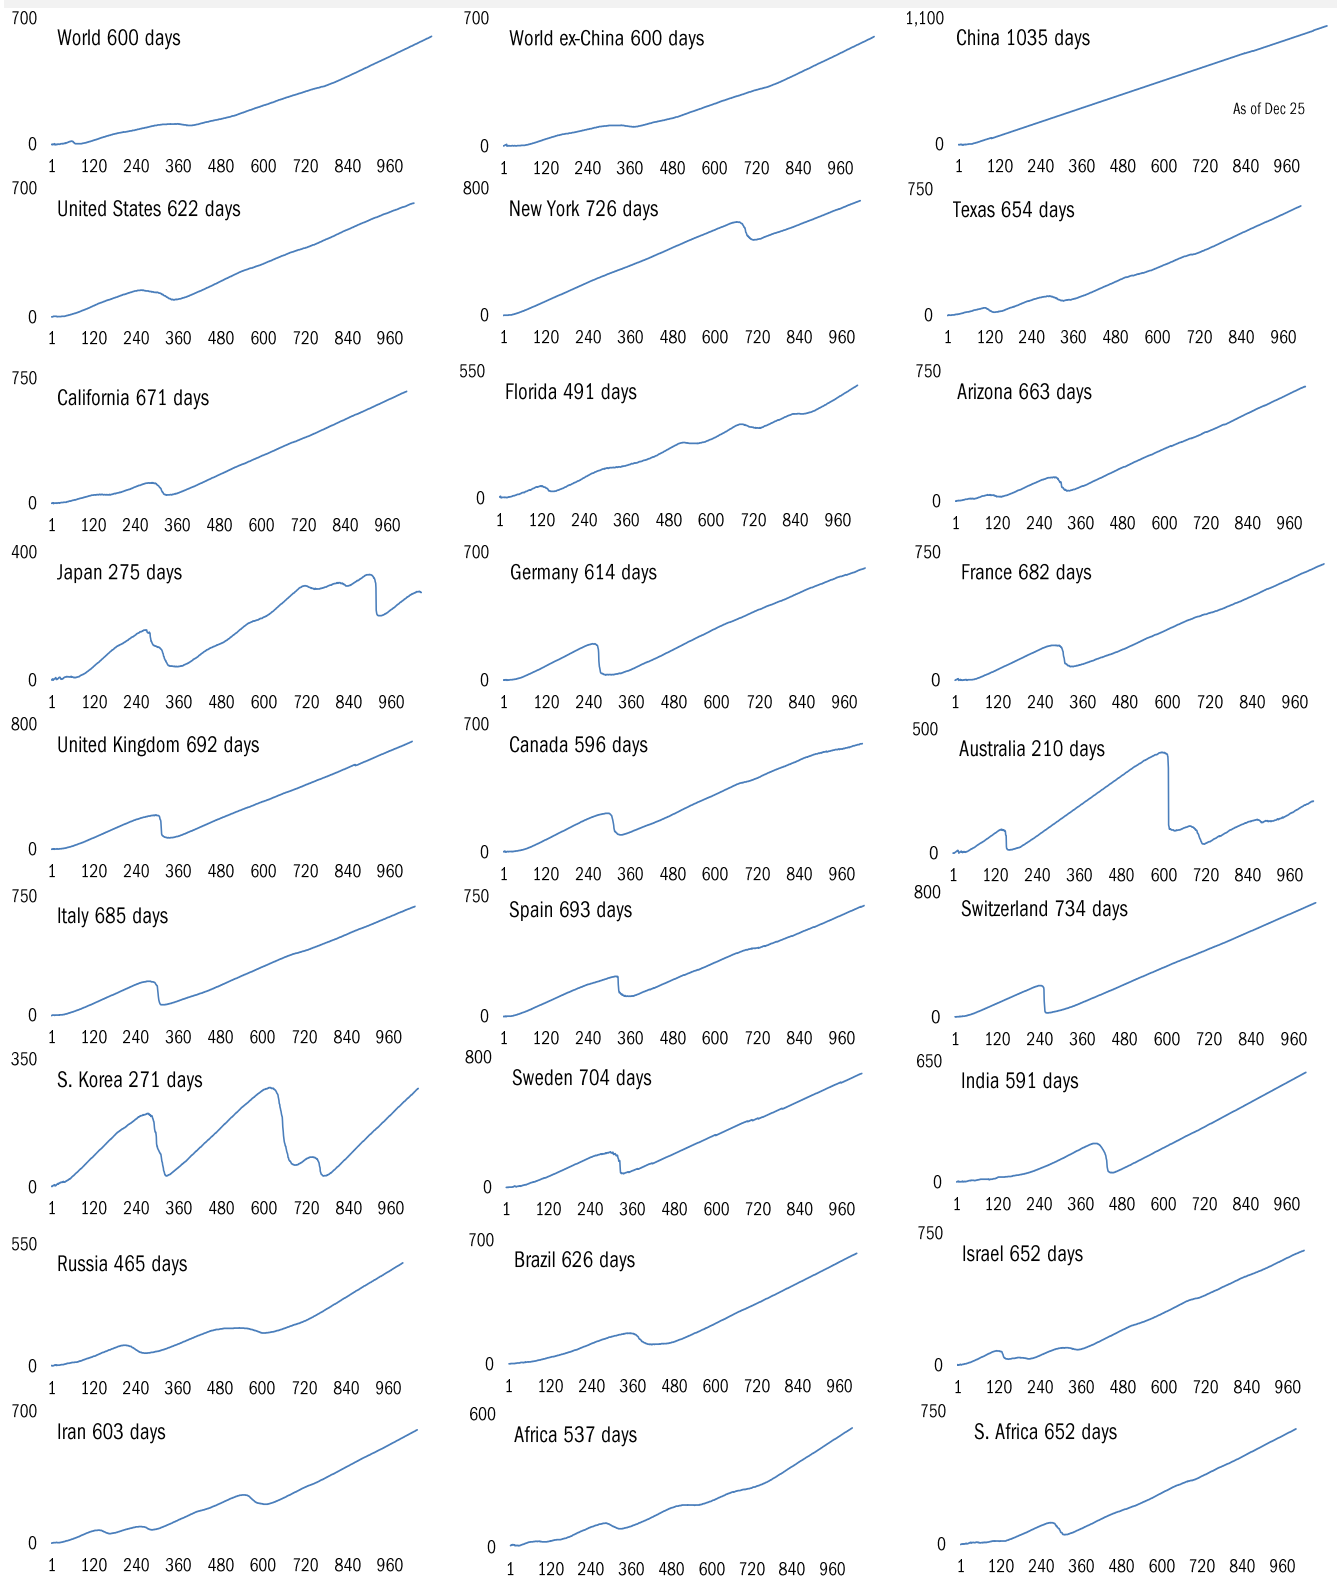 700
World 600 days
0
1 120 240 360 480 600 720 840 960
700
World ex-China 600 days
0
1 120 240 360 480 600 720 840 960
1,100
China 1035 days
As of Dec 25
0
1 120 240 360 480 600 720 840 960
700
United States 622 days
0
1 120 240 360 480 600 720 840 960
800
New York 726 days
0
1 120 240 360 480 600 720 840 960
750
Texas 654 days
0
1 120 240 360 480 600 720 840 960
750
California 671 days
0
1 120 240 360 480 600 720 840 960
550
Florida 491 days
0
1 120 240 360 480 600 720 840 960
750
Arizona 663 days
0
1 120 240 360 480 600 720 840 960
400
Japan 275 days
0
1 120 240 360 480 600 720 840 960
700
Germany 614 days
0
1 120 240 360 480 600 720 840 960
750
France 682 days
0
1 120 240 360 480 600 720 840 960
800
United Kingdom 692 days
0
1 120 240 360 480 600 720 840 960
700
Canada 596 days
0
1 120 240 360 480 600 720 840 960
500
Australia 210 days
0
1 120 240 360 480 600 720 840 960
750
Italy 685 days
0
1 120 240 360 480 600 720 840 960
750
Spain 693 days
0
1 120 240 360 480 600 720 840 960
800
Switzerland 734 days
0
1 120 240 360 480 600 720 840 960
350
S. Korea 271 days
0
1 120 240 360 480 600 720 840 960
800
Sweden 704 days
0
1 120 240 360 480 600 720 840 960
650
India 591 days
0
1 120 240 360 480 600 720 840 960
550
Russia 465 days
0
1 120 240 360 480 600 720 840 960
700
Brazil 626 days
0
1 120 240 360 480 600 720 840 960
750
Israel 652 days
0
1 120 240 360 480 600 720 840 960
700
Iran 603 days
0
1 120 240 360 480 600 720 840 960
600
Africa 537 days
0
1 120 240 360 480 600 720 840 960
750
S. Africa 652 days
0
1 120 240 360 480 600 720 840 960